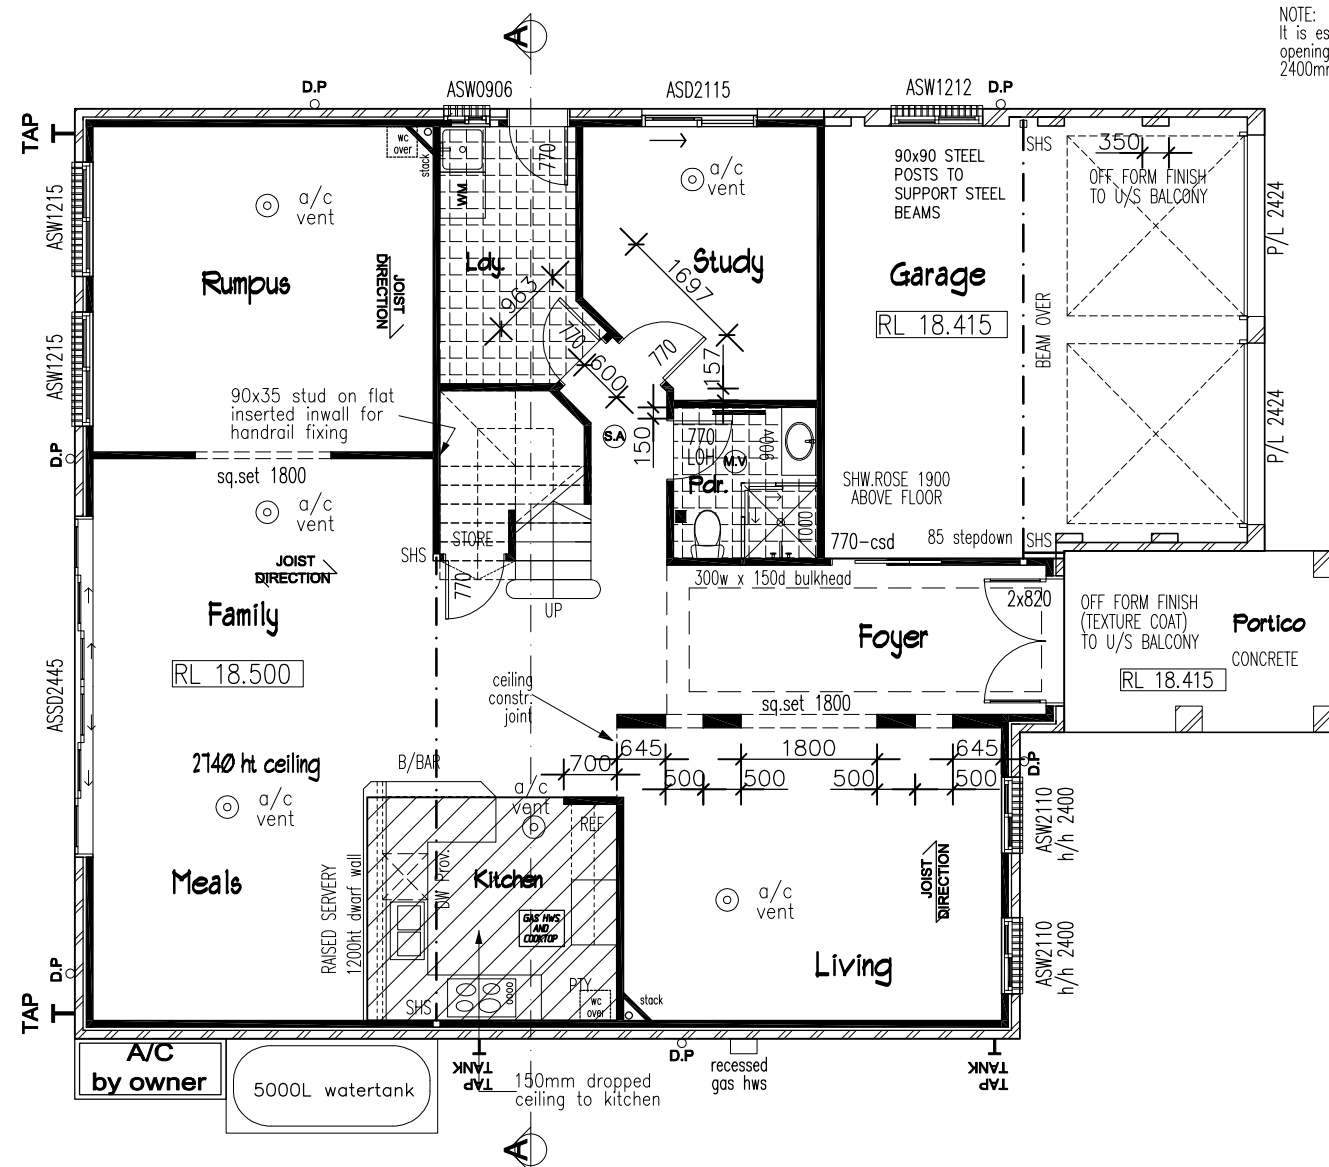 NOTE:
It is es
opening
2400mm
A
D.P
ASW0906
ASD2115
ASW1212
D.P
TAP
wc
over
stack
770
WM
a/c
vent
a/c
vent
90x90 STEEL
POSTS TO
SUPPORT STEEL
BEAMS
SHS
350
OFF FORM FINISH
TO U/S BALCONY
ASW1215
P/L 2424
Rumpus
JOIST
DIRECTION
Ldy.
963
Study
1697
Garage
RL 18.415
BEAM OVER
ASW1215
770
600
770
157
P/L 2424
90x35 stud on flat
inserted inwall for
handrail fixing
S.A
150
770
LOH
M.V
900v
D.P
sq.set 1800
Pdr.
SHW.ROSE 1900
ABOVE FLOOR
a/c
vent
1000
STORE
SHS
770-csd
85 stepdown
SHS
JOIST
DIRECTION
770
UP
300w x 150d bulkhead
2x820
Family
RL 18.500
Foyer
OFF FORM FINISH
(TEXTURE COAT)
TO U/S BALCONY
Portico
CONCRETE
RL 18.415
ASSD2445
ceiling
constr.
joint
sq.set 1800
645
1800
645
700
500
500
500
500
D.P
2740 ht ceiling
B/BAR
a/c
vent
a/c
vent
REF
ASW2110
h/h 2400
Meals
RAISED SERVERY
1200ht dwarf wall
DW Prov.
Kitchen
GAS HWS
AND
COOKTOP
a/c
vent
JOIST
DIRECTION
Living
ASW2110
h/h 2400
D.P
TAP
SHS
PTY
wc
over
stack
A/C
by owner
5000L watertank
TAP
TANK
D.P
recessed
gas hws
TAP
TANK
150mm dropped
ceiling to kitchen
A